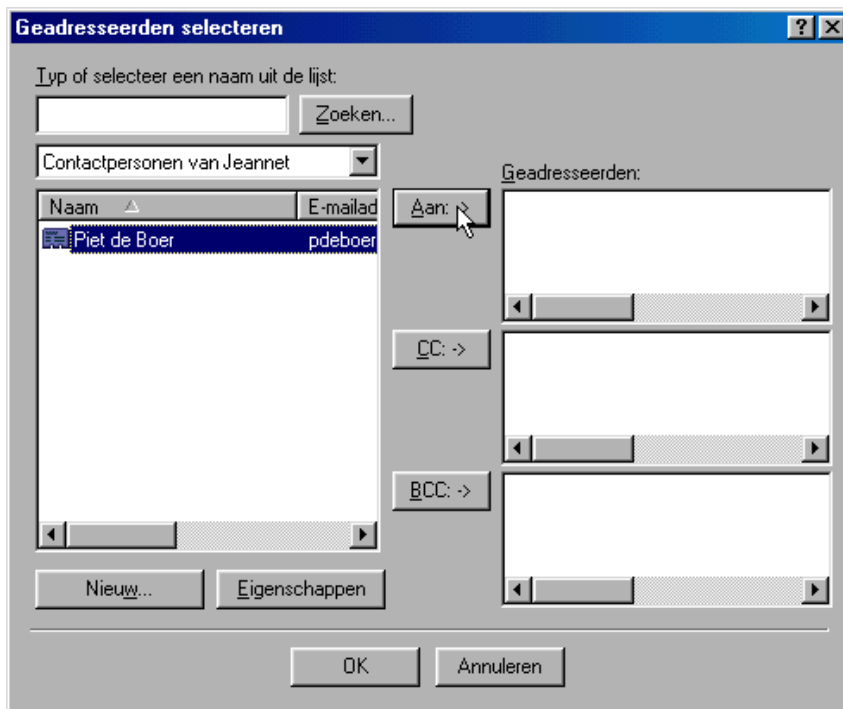 Geadresseerden selecteren
Typ of selecteer een naam uit de lijst:
Zoeken...
Contactpersonen van Jeannet
Geadresseerden:
Naam E-mailad
Aan: ->
Piet de Boer pdeboer
CC: ->
BCC: ->
Nieuw... Eigenschappen
OK Annuleren